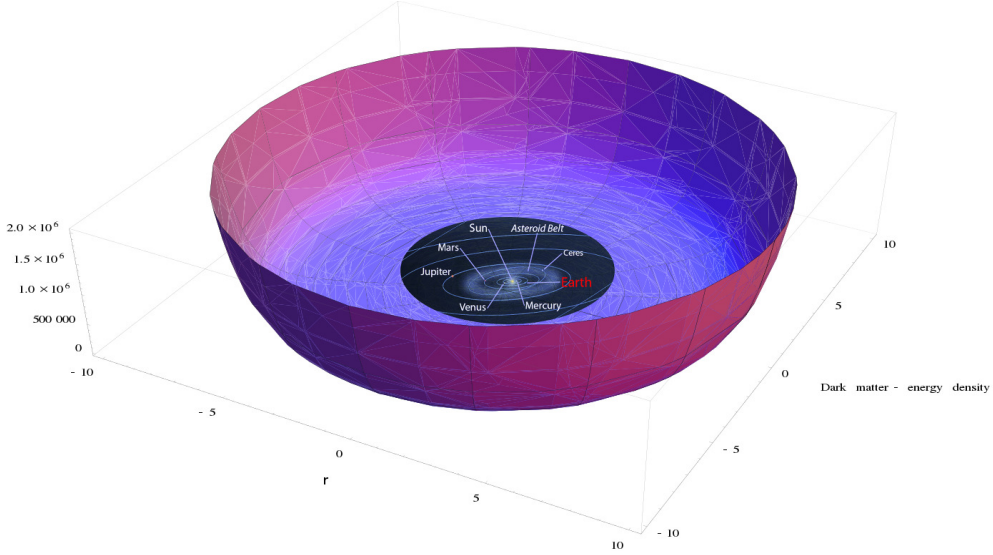 Sun
Asteroid Belt
Mars
Ceres
Jupiter
Earth
Venus
Mercury
2.0 × 10⁶
1.5 × 10⁶
1.0 × 10⁶
500 000
0
- 10
- 5
0
5
10
r
10
5
0
- 5
- 10
Dark matter - energy density